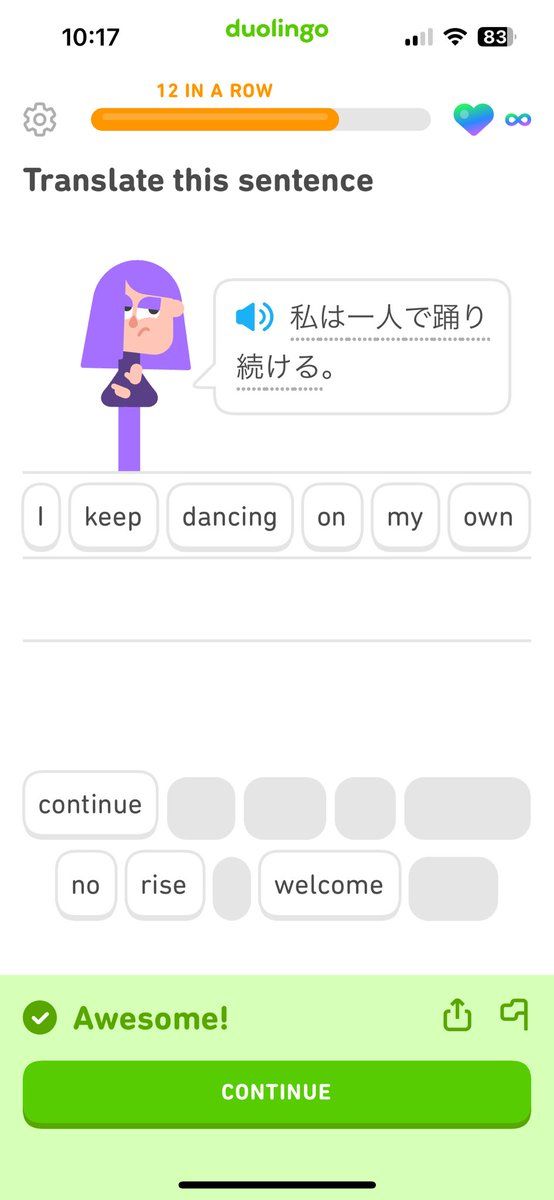 10:17
duolingo
83
12 IN A ROW
Translate this sentence
私は一人で踊り
続ける。
I keep dancing on my own
continue
no rise welcome
Awesome!
CONTINUE